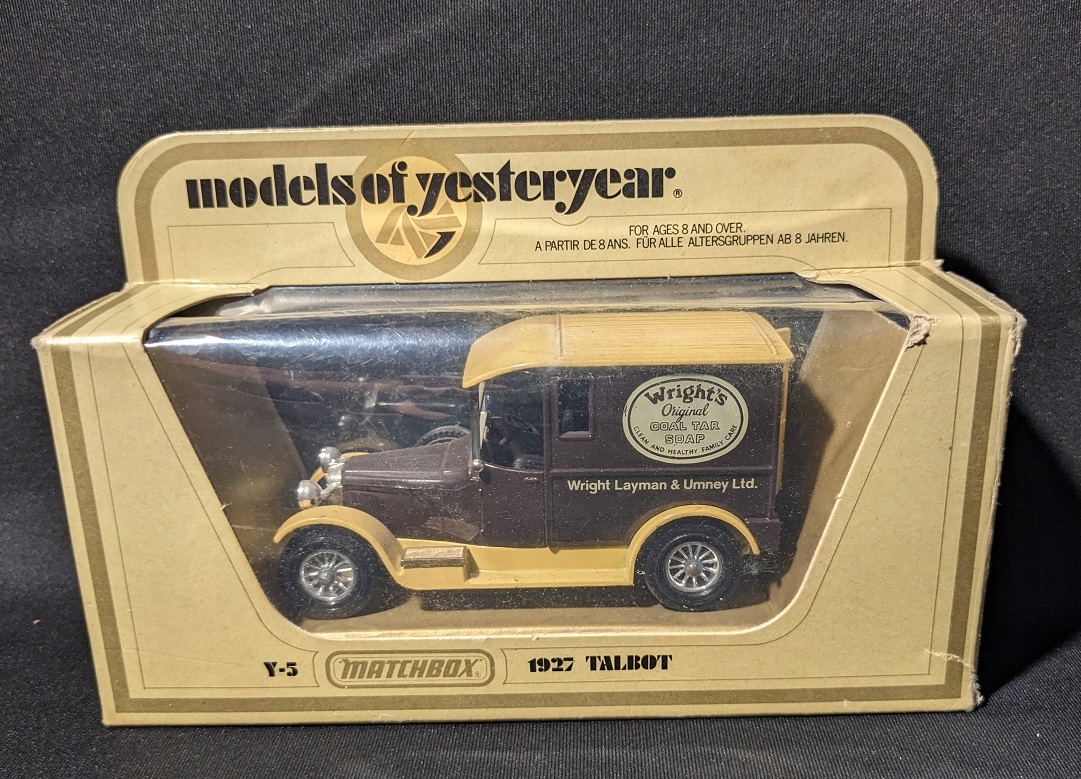 models of yesteryear®
FOR AGES 8 AND OVER.
A PARTIR DE 8 ANS. FÜR ALLE ALTERSGRUPPEN AB 8 JAHREN.
Wright's
Original
COAL TAR
SOAP
CLEAN AND HEALTHY FAMILY CARE
Wright Layman & Umney Ltd.
Y-5 MATCHBOX® 1927 TALBOT